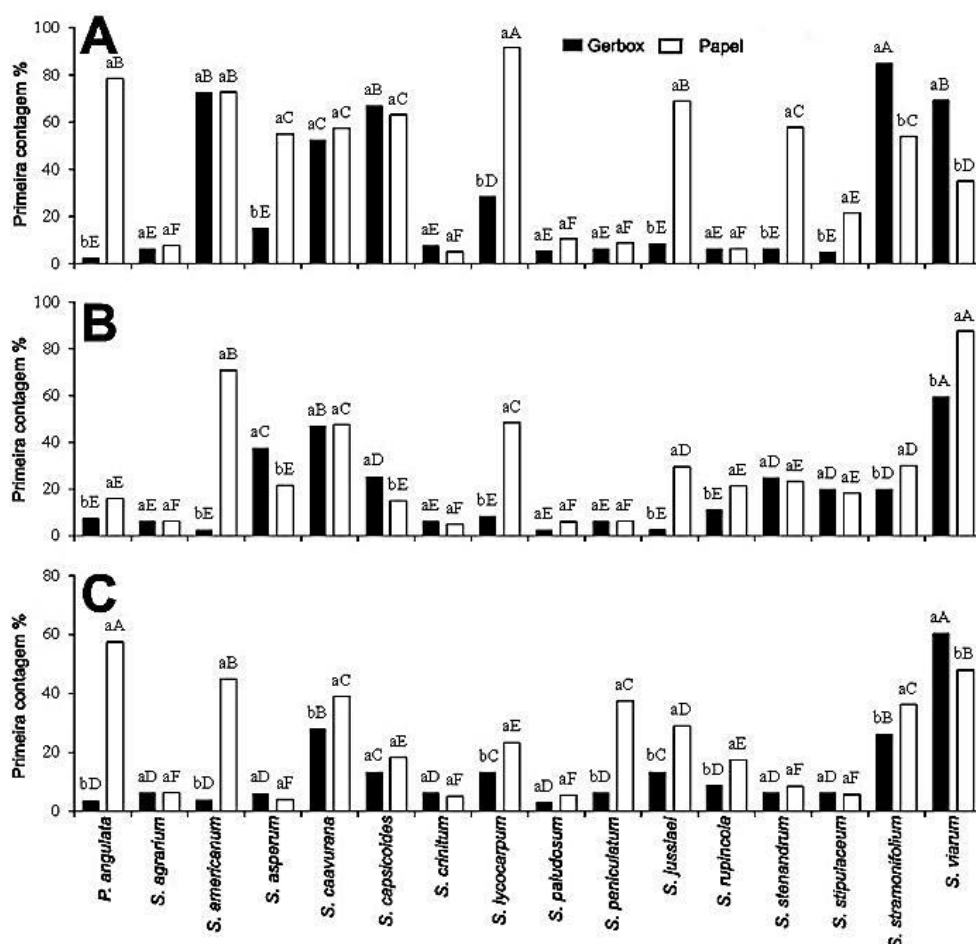 A
Gerbox Papel
Primeira contagem %
100
80
60
40
20
0
bE aB aE aF aB aB bE aC aC aC aB aC aE aF bD aA aE aF aE aF bE aB aE aF bE aC bE aE aA bC aB bD
B
Primeira contagem %
100
80
60
40
20
0
bE aE aE aF bE aB aC bE aB aC aD bE aE aF bE aC aE aF aE aF bE aD bE aE aD aE aD aE bD aD bA aA
C
Primeira contagem %
80
60
40
20
0
bD aA aD aF bD aB aD aF bB aC aC aE aD aF bC aE aD aF bD aC bC aD bD aE aD aF aD aF bB aC aA bB
P. angulata
S. agrarium
S. americanum
S. asperum
S. caavurana
S. capsicoides
S. crinitum
S. lycocarpum
S. paludosum
S. peniculatum
S. jussiaei
S. rupincola
S. stenandrum
S. stipulaceum
S. stramonifolium
S. viarum